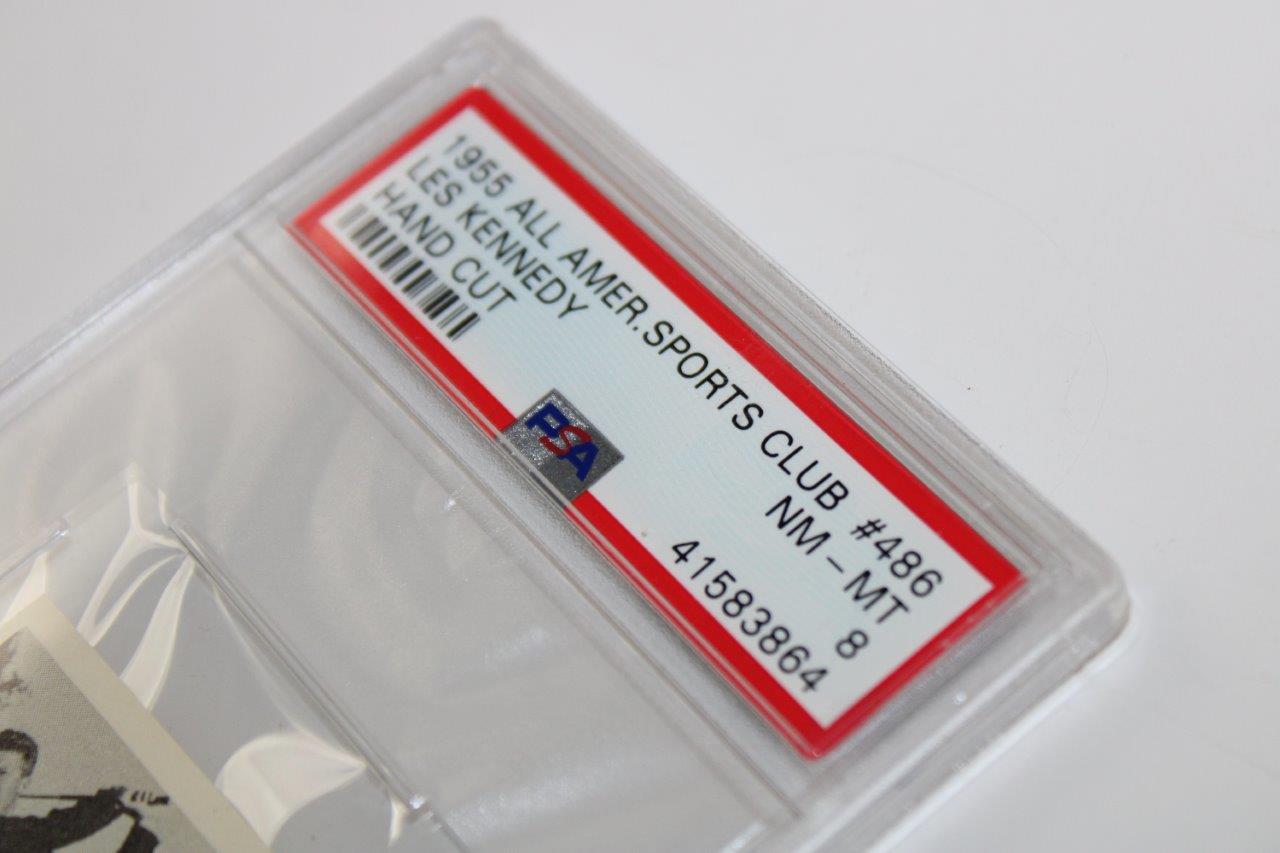 1955 ALL AMER.SPORTS CLUB #486
LES KENNEDY NM - MT
HAND CUT 8
PSA 41583864